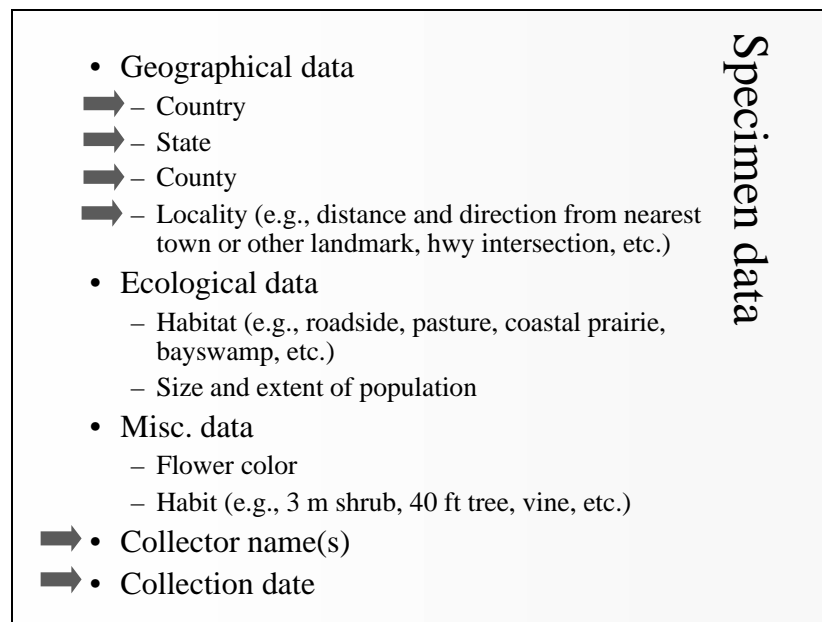 Specimen data
• Geographical data
– Country
– State
– County
– Locality (e.g., distance and direction from nearest
town or other landmark, hwy intersection, etc.)
• Ecological data
– Habitat (e.g., roadside, pasture, coastal prairie,
bayswamp, etc.)
– Size and extent of population
• Misc. data
– Flower color
– Habit (e.g., 3 m shrub, 40 ft tree, vine, etc.)
• Collector name(s)
• Collection date